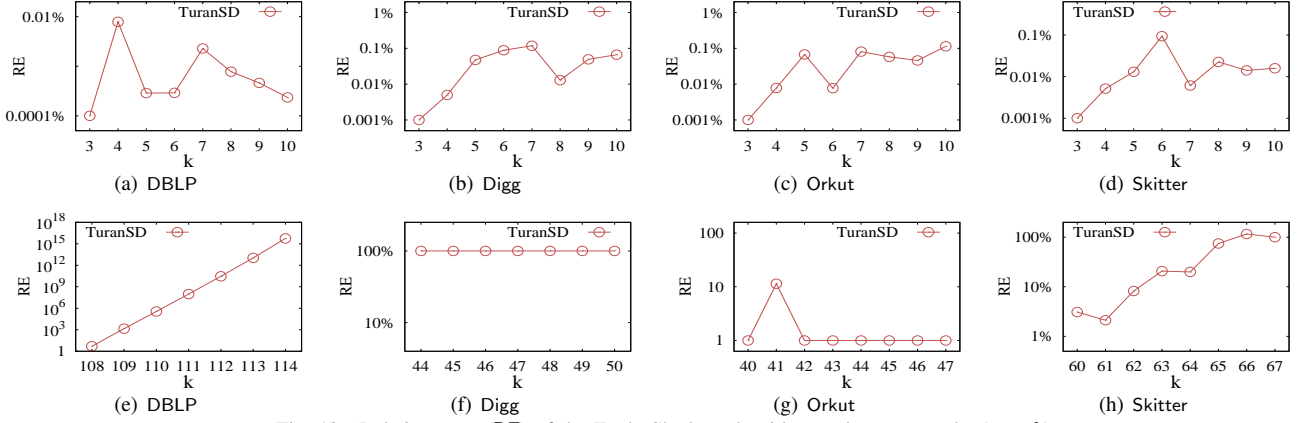 TuranSD
0.01%
0.0001%
RE
3 4 5 6 7 8 9 10
k
(a) DBLP
TuranSD
1%
0.1%
0.01%
0.001%
RE
3 4 5 6 7 8 9 10
k
(b) Digg
TuranSD
1%
0.1%
0.01%
0.001%
RE
3 4 5 6 7 8 9 10
k
(c) Orkut
TuranSD
0.1%
0.01%
0.001%
RE
3 4 5 6 7 8 9 10
k
(d) Skitter
TuranSD
10^18
10^15
10^12
10^9
10^6
10^3
1
RE
108 109 110 111 112 113 114
k
(e) DBLP
TuranSD
100%
10%
RE
44 45 46 47 48 49 50
k
(f) Digg
TuranSD
100
10
1
RE
40 41 42 43 44 45 46 47
k
(g) Orkut
TuranSD
100%
10%
1%
RE
60 61 62 63 64 65 66 67
k
(h) Skitter